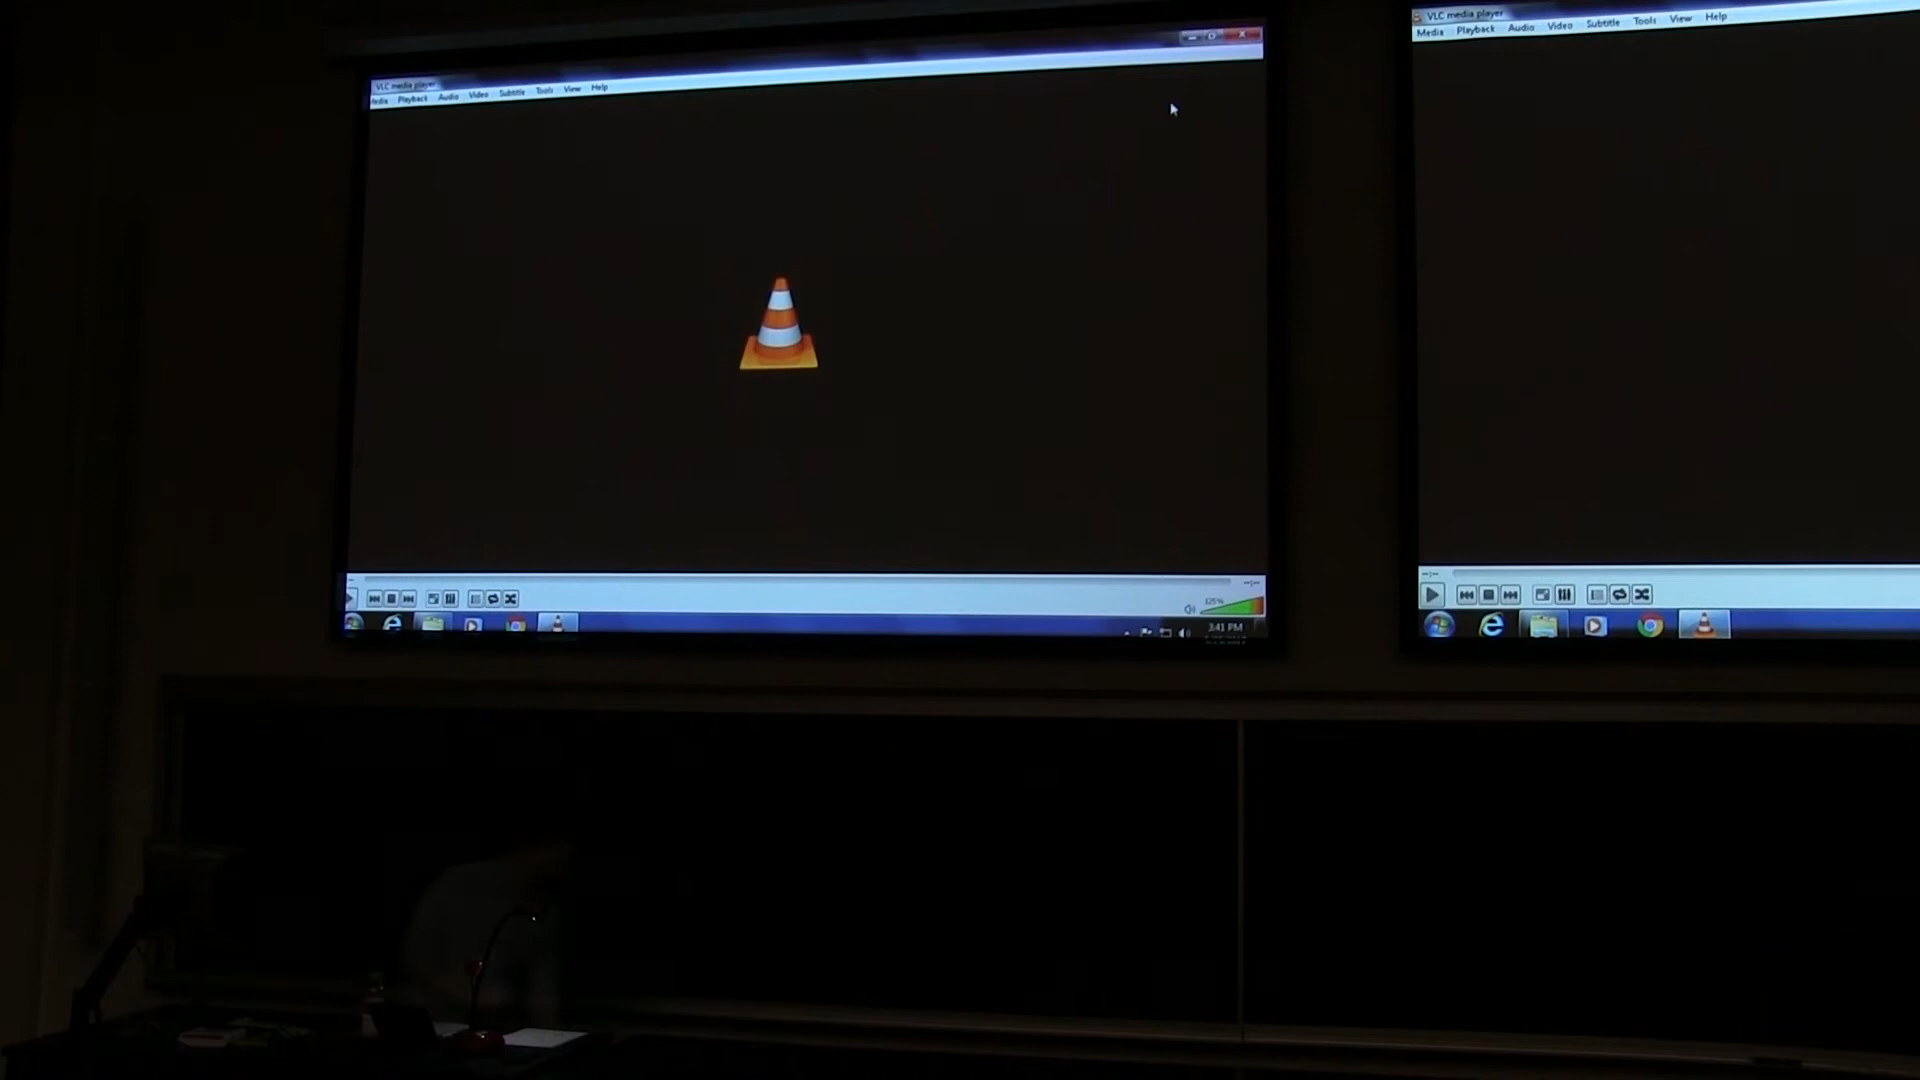 VLC media player
Media Playback Audio Video Subtitle Tools View Help
125%
3:41 PM
VLC media player
Media Playback Audio Video Subtitle Tools View Help